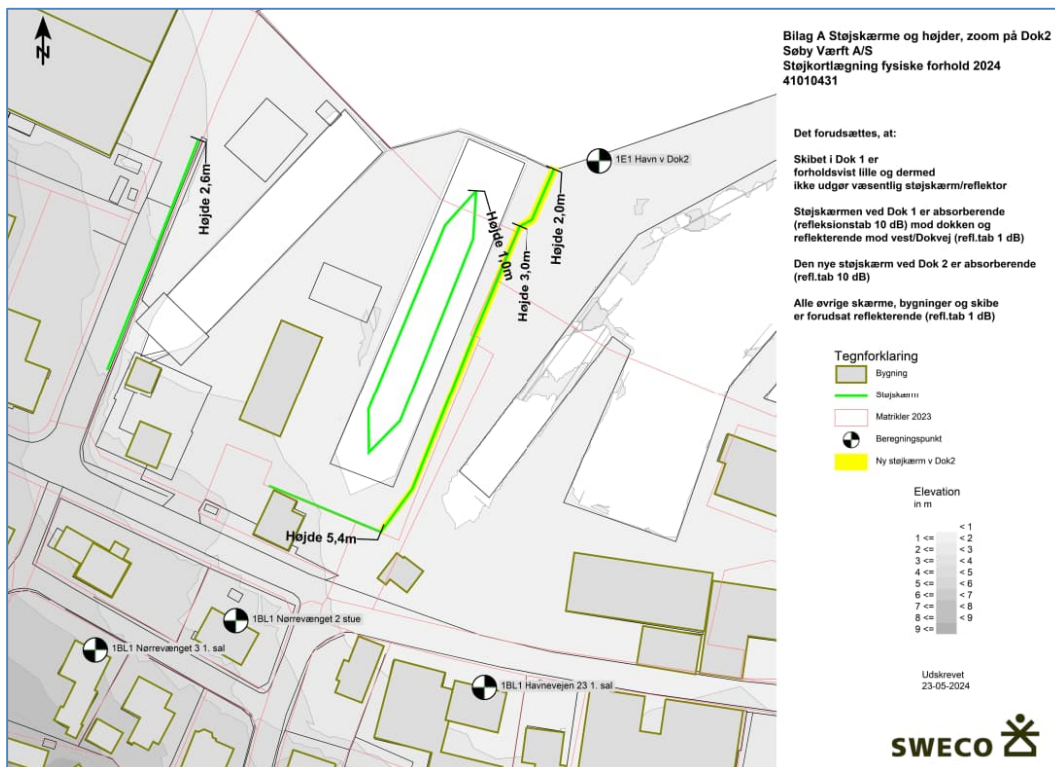 Bilag A Støjskærme og højder, zoom på Dok2
Søby Værft A/S
Støjkortlægning fysiske forhold 2024
41010431
Det forudsættes, at:
Skibet i Dok 1 er
forholdsvist lille og dermed
ikke udgør væsentlig støjskærm/reflektor
Støjskærmen ved Dok 1 er absorberende
(refleksionstab 10 dB) mod dokken og
reflekterende mod vest/Dokvej (refl.tab 1 dB)
Den nye støjskærm ved Dok 2 er absorberende
(refl.tab 10 dB)
Alle øvrige skærme, bygninger og skibe
er forudsat reflekterende (refl.tab 1 dB)
Tegnforklaring
Bygning
Støjskærm
Matrikler 2023
Beregningspunkt
Ny støjkærm v Dok2
Elevation
in m
< 1
1 <= < 2
2 <= < 3
3 <= < 4
4 <= < 5
5 <= < 6
6 <= < 7
7 <= < 8
8 <= < 9
9 <=
Udskrevet
23-05-2024
SWECO
N
1E1 Havn v Dok2
Højde 2,6m
Højde 1,0m
Højde 3,0m
Højde 2,0m
Højde 5,4m
1BL1 Nørrevænget 2 stue
1BL1 Nørrevænget 3 1. sal
1BL1 Havnevejen 23 1. sal